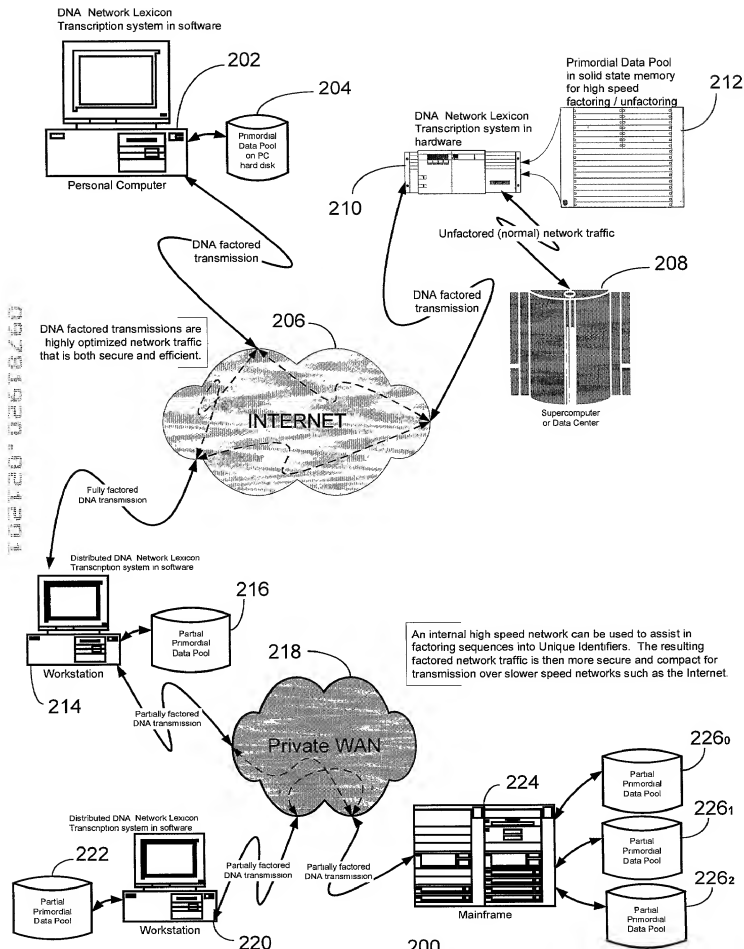 DNA Network Lexicon
Transcription system in software
202
204
Primordial
Data Pool
on PC
hard disk
Personal Computer
Primordial Data Pool
in solid state memory
for high speed
factoring / unfactoring
212
DNA Network Lexicon
Transcription system in
hardware
210
Unfactored (normal) network traffic
208
DNA factored
transmission
DNA factored
transmission
206
DNA factored transmissions are
highly optimized network traffic
that is both secure and efficient.
INTERNET
Supercomputer
or Data Center
Fully factored
DNA transmission
Distributed DNA Network Lexicon
Transcription system in software
216
Partial
Primordial
Data Pool
Workstation
214
An internal high speed network can be used to assist in
factoring sequences into Unique Identifiers. The resulting
factored network traffic is then more secure and compact for
transmission over slower speed networks such as the Internet.
218
Partially factored
DNA transmission
Private WAN
2260
Partial
Primordial
Data Pool
224
Distributed DNA Network Lexicon
Transcription system in software
2261
Partial
Primordial
Data Pool
222
Partial
Primordial
Data Pool
Partially factored
DNA transmission
Partially factored
DNA transmission
2262
Partial
Primordial
Data Pool
Mainframe
Workstation
220
200